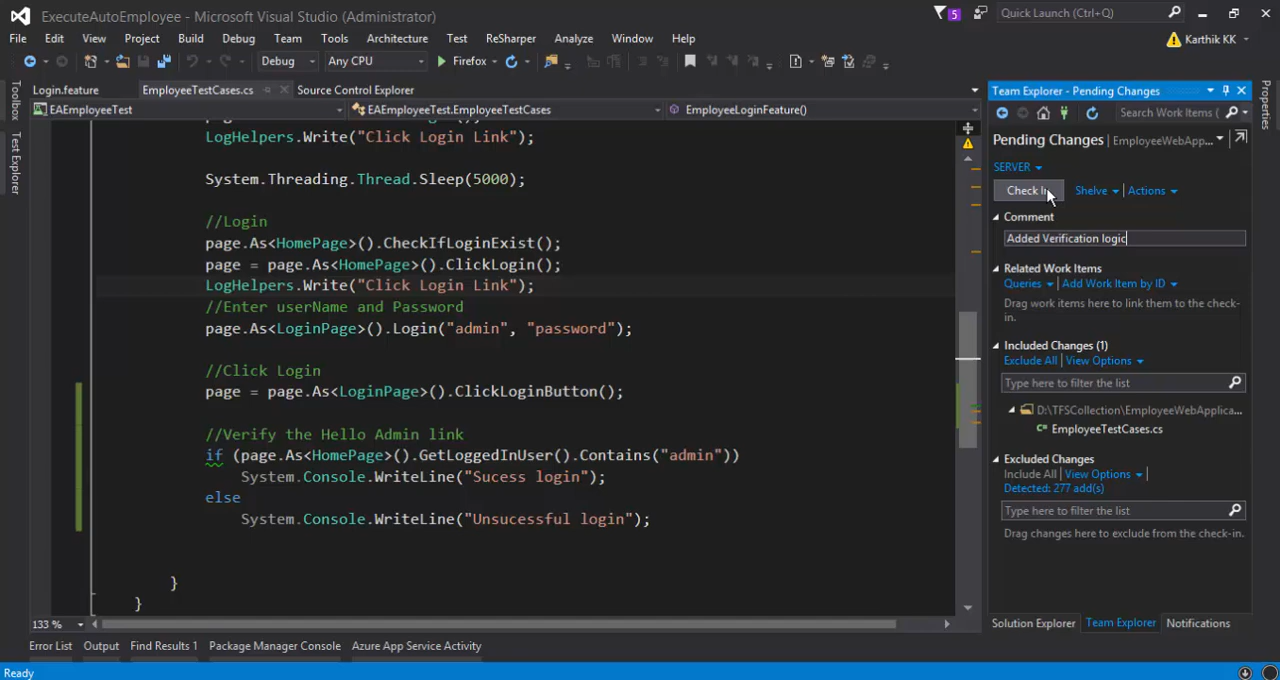 ExecuteAutoEmployee - Microsoft Visual Studio (Administrator)
5
Quick Launch (Ctrl+Q)
File Edit View Project Build Debug Team Tools Architecture Test ReSharper Analyze Window Help
Karthik KK
Debug Any CPU Firefox
Toolbox
Test Explorer
Login.feature EmployeeTestCases.cs Source Control Explorer
EAEmployeeTest EAEmployeeTest.EmployeeTestCases EmployeeLoginFeature()
LogHelpers.Write("Click Login Link");
System.Threading.Thread.Sleep(5000);
//Login
page.As<HomePage>().CheckIfLoginExist();
page = page.As<HomePage>().ClickLogin();
LogHelpers.Write("Click Login Link");
//Enter userName and Password
page.As<LoginPage>().Login("admin", "password");
//Click Login
page = page.As<LoginPage>().ClickLoginButton();
//Verify the Hello Admin link
if (page.As<HomePage>().GetLoggedInUser().Contains("admin"))
System.Console.WriteLine("Sucess login");
else
System.Console.WriteLine("Unsucessful login");
}
}
133 %
Team Explorer - Pending Changes
Search Work Items (
Pending Changes | EmployeeWebApp...
SERVER
Check In Shelve Actions
Comment
Added Verification logic
Related Work Items
Queries Add Work Item by ID
Drag work items here to link them to the check-
in.
Included Changes (1)
Exclude All View Options
Type here to filter the list
D:\TFSCollection\EmployeeWebApplica...
C# EmployeeTestCases.cs
Excluded Changes
Include All View Options
Detected: 277 add(s)
Type here to filter the list
Drag changes here to exclude from the check-in.
Solution Explorer Team Explorer Notifications
Properties
Error List Output Find Results 1 Package Manager Console Azure App Service Activity
Ready